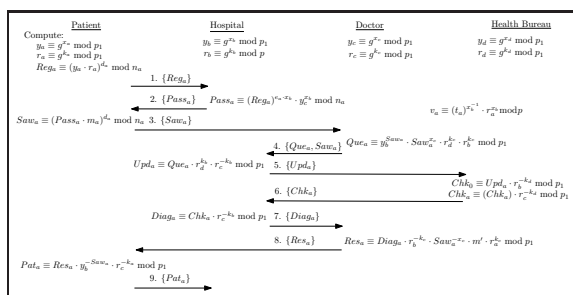 Patient Hospital Doctor Health Bureau
Compute:
y_a ≡ g^{x_a} mod p_1 y_b ≡ g^{x_b} mod p_1 y_c ≡ g^{x_c} mod p_1 y_d ≡ g^{x_d} mod p_1
r_a ≡ g^{k_a} mod p_1 r_b ≡ g^{k_b} mod p r_c ≡ g^{k_c} mod p_1 r_d ≡ g^{k_d} mod p_1
Reg_a ≡ (y_a · r_a)^{d_a} mod n_a
1. {Reg_a}
2. {Pass_a} Pass_a ≡ (Reg_a)^{e_a·x_b} · y_c^{x_b} mod n_a v_a ≡ (t_a)^{x_b^{-1}} · r_a^{x_b} mod p
Saw_a ≡ (Pass_a · m_a)^{d_a} mod n_a 3. {Saw_a}
4. {Que_a, Saw_a} Que_a ≡ y_b^{Saw_a} · Saw_a^{x_c} · r_d^{k_c} · r_b^{k_c} mod p_1
Upd_a ≡ Que_a · r_d^{k_b} · r_c^{-k_b} mod p_1 5. {Upd_a}
6. {Chk_a} Chk_0 ≡ Upd_a · r_b^{-k_d} mod p_1
Chk_a ≡ (Chk_a) · r_c^{-k_d} mod p_1
Diag_a ≡ Chk_a · r_c^{-k_b} mod p_1 7. {Diag_a}
8. {Res_a} Res_a ≡ Diag_a · r_b^{-k_c} · Saw_a^{-x_c} · m' · r_a^{k_c} mod p_1
Pat_a ≡ Res_a · y_b^{-Saw_a} · r_c^{-k_a} mod p_1
9. {Pat_a}